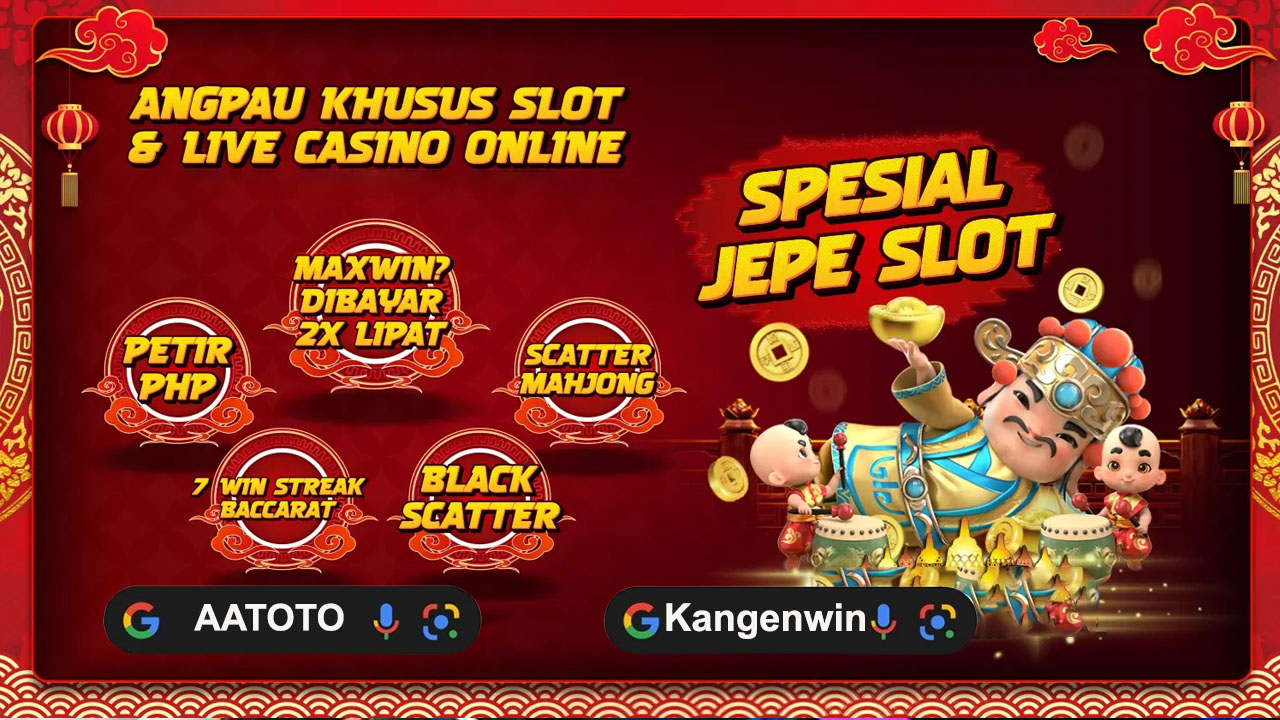 ANGPAU KHUSUS SLOT
& LIVE CASINO ONLINE
SPESIAL
JEPE SLOT
MAXWIN?
DIBAYAR
2X LIPAT
PETIR
PHP
SCATTER
MAHJONG
7 WIN STREAK
BACCARAT
BLACK
SCATTER
AATOTO
Kangenwin